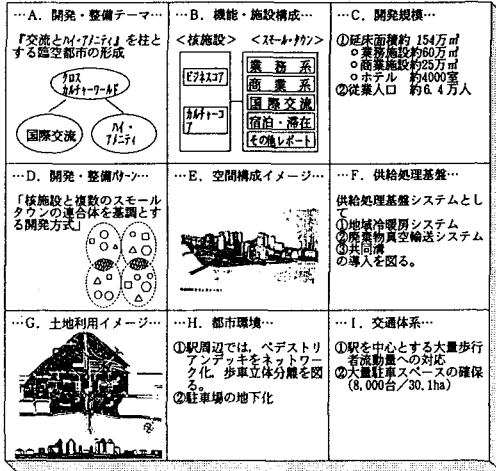 …A. 開発・整備テーマ…
『交流とハイ・アメニティ』を柱と
する臨空都市の形成
クロス
カルチャーワールド
国際交流
ハイ・
アメニティ
…B. 機能・施設構成…
<核施設> <スモール・タウン>
ビジネスコア
カルチャーコ
ア
業務系
商業系
国際交流
宿泊・滞在
その他レポート
…C. 開発規模…
①延床面積約 154万㎡
○業務施設約60万㎡
○商業施設約25万㎡
○ホテル 約4000室
②従業人口 約6.4万人
…D. 開発・整備パターン…
「核施設と複数のスモール
タウンの連合体を基調とす
る開発方式」
…E. 空間構成イメージ…
…F. 供給処理基盤…
供給処理基盤システムとし
て
①地域冷暖房システム
②廃棄物真空輸送システム
③共同溝
の導入を図る。
…G. 土地利用イメージ…
…H. 都市環境…
①駅周辺では、ペデストリ
アンデッキをネットワー
ク化、歩車立体分離を図
る。
②駐車場の地下化
…I. 交通体系…
①駅を中心とする大量歩行
者流動量への対応
②大量駐車スペースの確保
(8,000台/30.1ha)